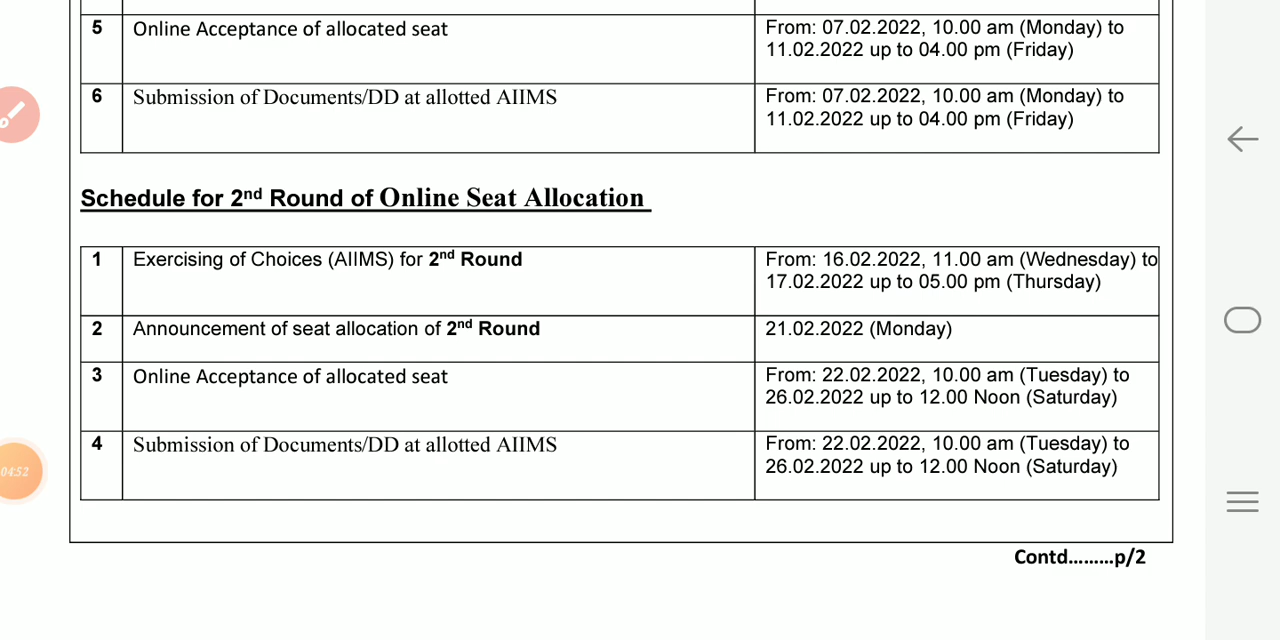 5 Online Acceptance of allocated seat From: 07.02.2022, 10.00 am (Monday) to
11.02.2022 up to 04.00 pm (Friday)
6 Submission of Documents/DD at allotted AIIMS From: 07.02.2022, 10.00 am (Monday) to
11.02.2022 up to 04.00 pm (Friday)
Schedule for 2nd Round of Online Seat Allocation
1 Exercising of Choices (AIIMS) for 2nd Round From: 16.02.2022, 11.00 am (Wednesday) to
17.02.2022 up to 05.00 pm (Thursday)
2 Announcement of seat allocation of 2nd Round 21.02.2022 (Monday)
3 Online Acceptance of allocated seat From: 22.02.2022, 10.00 am (Tuesday) to
26.02.2022 up to 12.00 Noon (Saturday)
4 Submission of Documents/DD at allotted AIIMS From: 22.02.2022, 10.00 am (Tuesday) to
26.02.2022 up to 12.00 Noon (Saturday)
04:52
Contd.........p/2